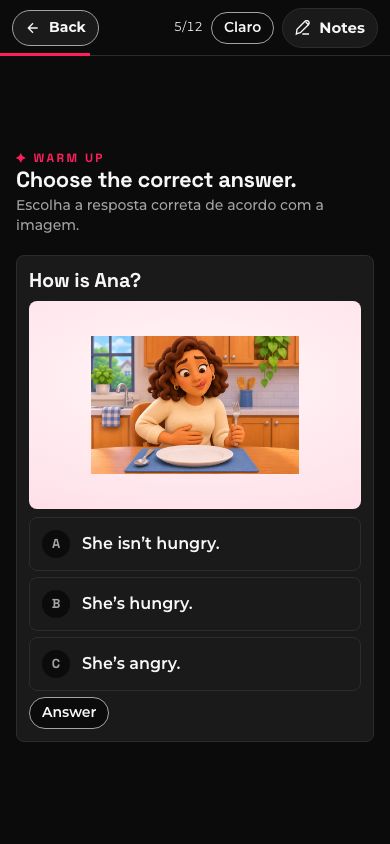 Back
5/12
Claro
Notes
WARM UP
Choose the correct answer.
Escolha a resposta correta de acordo com a
imagem.
How is Ana?
A
She isn’t hungry.
B
She’s hungry.
C
She’s angry.
Answer